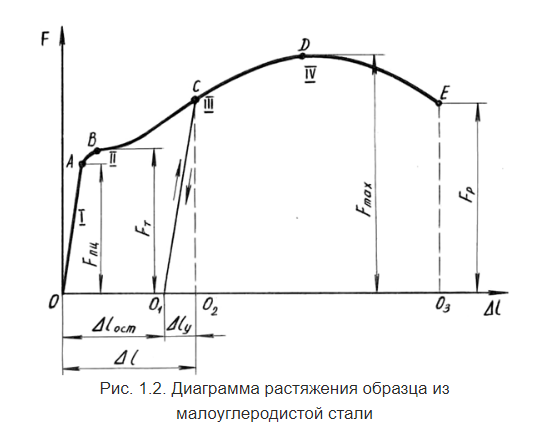 F
D
C
IV
III
E
B
A
II
I
Fпц
Fт
Fmax
Fр
O
O₁
O₂
O₃
Δl
Δlост
Δlу
Δl
Рис. 1.2. Диаграмма растяжения образца из
малоуглеродистой стали